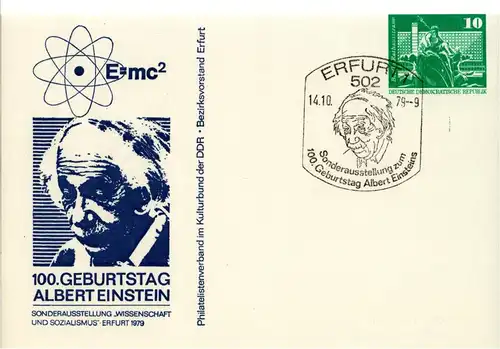 E=mc²
100. GEBURTSTAG
ALBERT EINSTEIN
SONDERAUSSTELLUNG „WISSENSCHAFT
UND SOZIALISMUS" · ERFURT 1979
Philatelistenverband im Kulturbund der DDR · Bezirksvorstand Erfurt
ERFURT 1
502
14.10. 79-9
Sonderausstellung zum
100. Geburtstag Albert Einsteins
10
DEUTSCHE DEMOKRATISCHE REPUBLIK